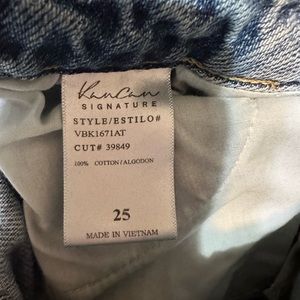 KanCan
SIGNATURE
STYLE/ESTILO#
VBK1671AT
CUT# 39849
100% COTTON/ALGODON
25
MADE IN VIETNAM